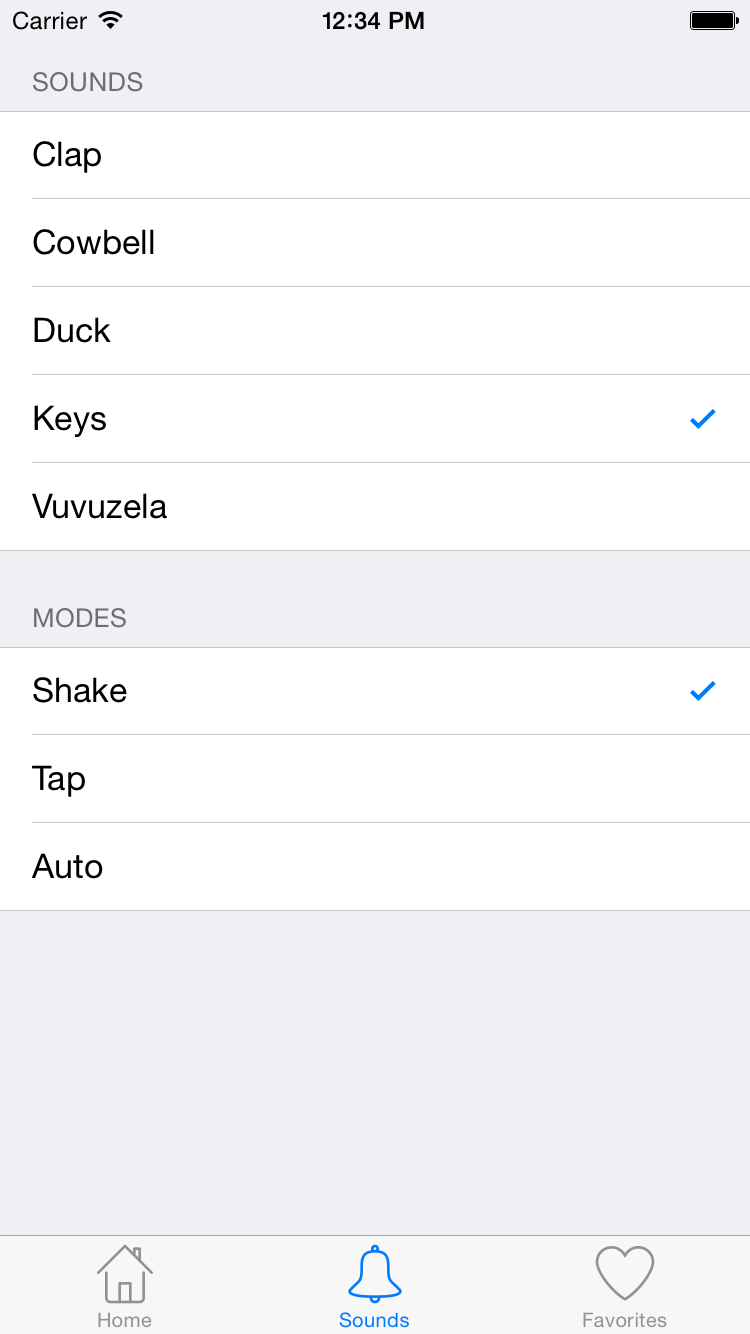 Carrier 12:34 PM
SOUNDS
Clap
Cowbell
Duck
Keys
Vuvuzela
MODES
Shake
Tap
Auto
Home Sounds Favorites